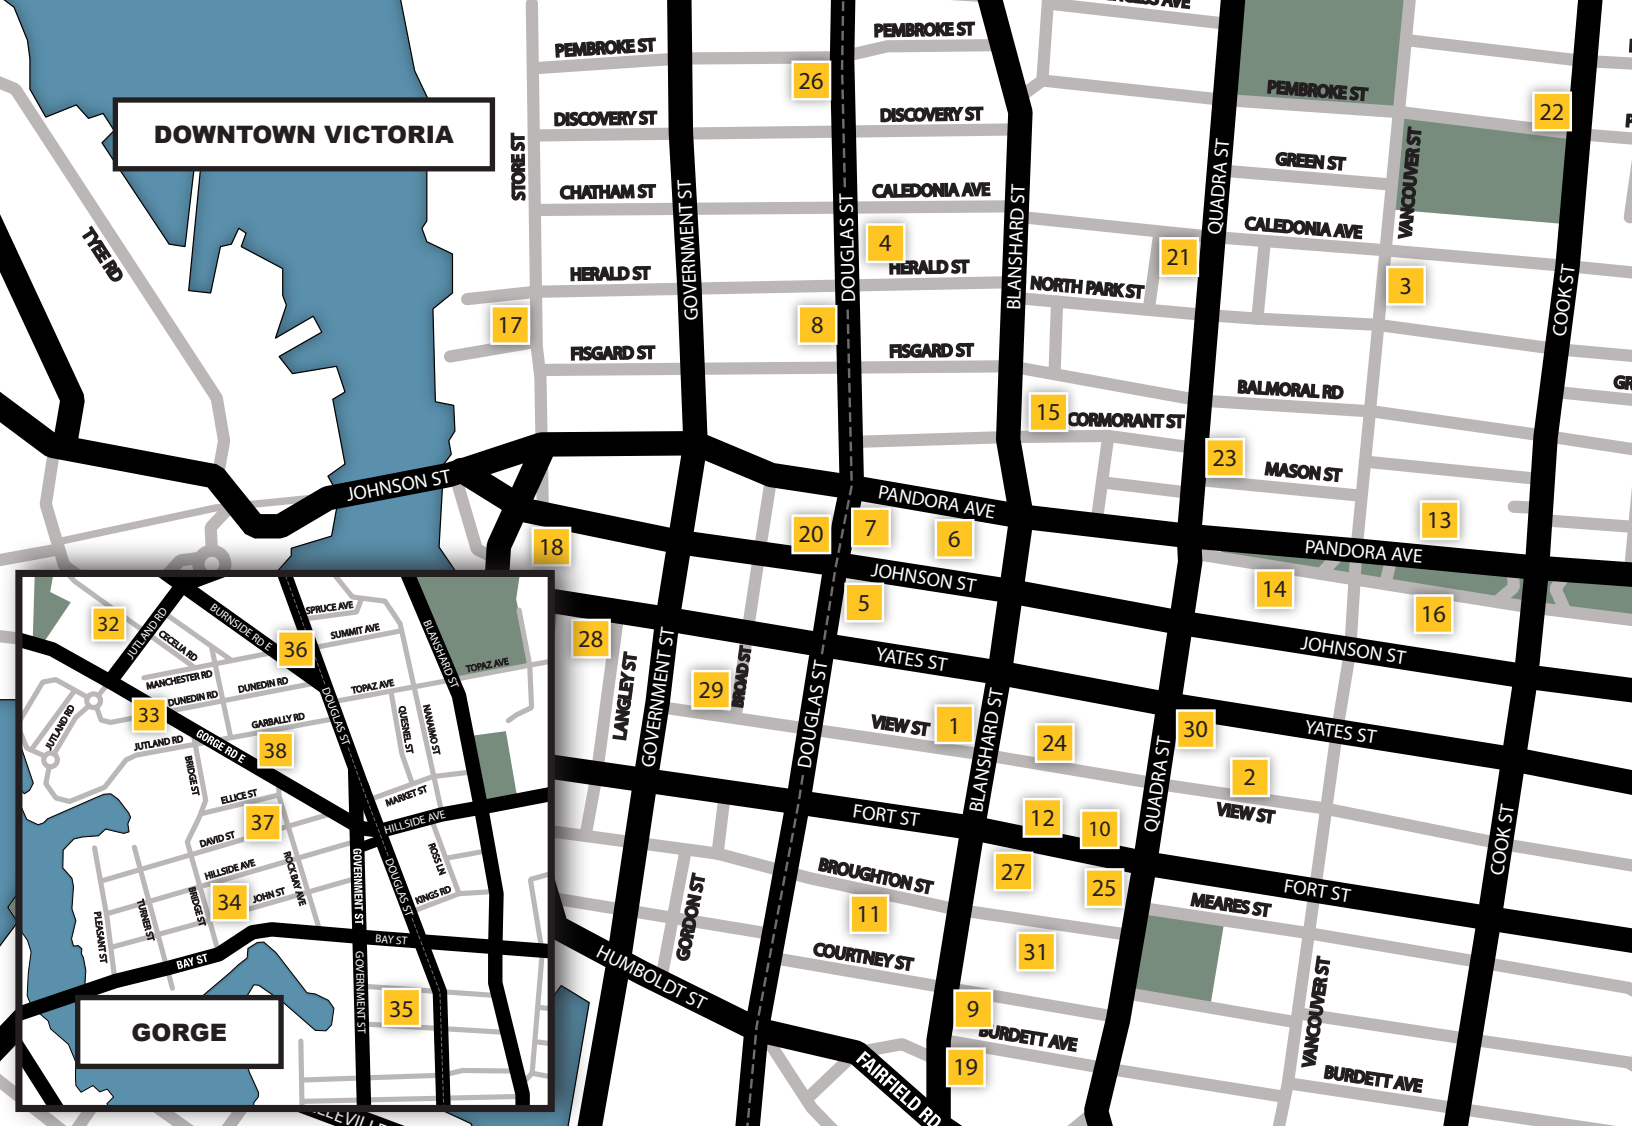 PEMBROKE ST
PEMBROKE ST
26
DISCOVERY ST
DISCOVERY ST
PEMBROKE ST
22
DOWNTOWN VICTORIA
STORE ST
GREEN ST
VANCOUVER ST
CHATHAM ST
CALEDONIA AVE
QUADRA ST
GOVERNMENT ST
DOUGLAS ST
BLANSHARD ST
CALEDONIA AVE
TYEE RD
4
21
HERALD ST
HERALD ST
NORTH PARK ST
3
COOK ST
17
8
FISGARD ST
FISGARD ST
BALMORAL RD
15
CORMORANT ST
23
MASON ST
JOHNSON ST
PANDORA AVE
13
18
20
7
6
PANDORA AVE
JOHNSON ST
14
5
16
28
YATES ST
JOHNSON ST
LANGLEY ST
GOVERNMENT ST
29
BROAD ST
DOUGLAS ST
VIEW ST
1
BLANSHARD ST
24
30
YATES ST
2
VIEW ST
QUADRA ST
FORT ST
12
10
COOK ST
BROUGHTON ST
27
25
FORT ST
MEARES ST
GORDON ST
11
COURTNEY ST
31
HUMBOLDT ST
9
BURDETT AVE
VANCOUVER ST
19
BURDETT AVE
FAIRFIELD RD
32
JUTLAND RD
BURNSIDE RD E
SPRUCE AVE
SUMMIT AVE
BLANSHARD ST
CECELIA RD
36
TOPAZ AVE
MANCHESTER RD
DUNEDIN RD
DUNEDIN RD
TOPAZ AVE
JUTLAND RD
33
GARBALLY RD
DOUGLAS ST
QUESNEL ST
NANAIMO ST
JUTLAND RD
GORGE RD E
38
BRIDGE ST
ELLICE ST
MARKET ST
37
HILLSIDE AVE
DAVID ST
HILLSIDE AVE
ROCK BAY AVE
GOVERNMENT ST
DOUGLAS ST
ROSS LN
34
JOHN ST
KINGS RD
PLEASANT ST
TURNER ST
BRIDGE ST
BAY ST
BAY ST
GOVERNMENT ST
35
GORGE